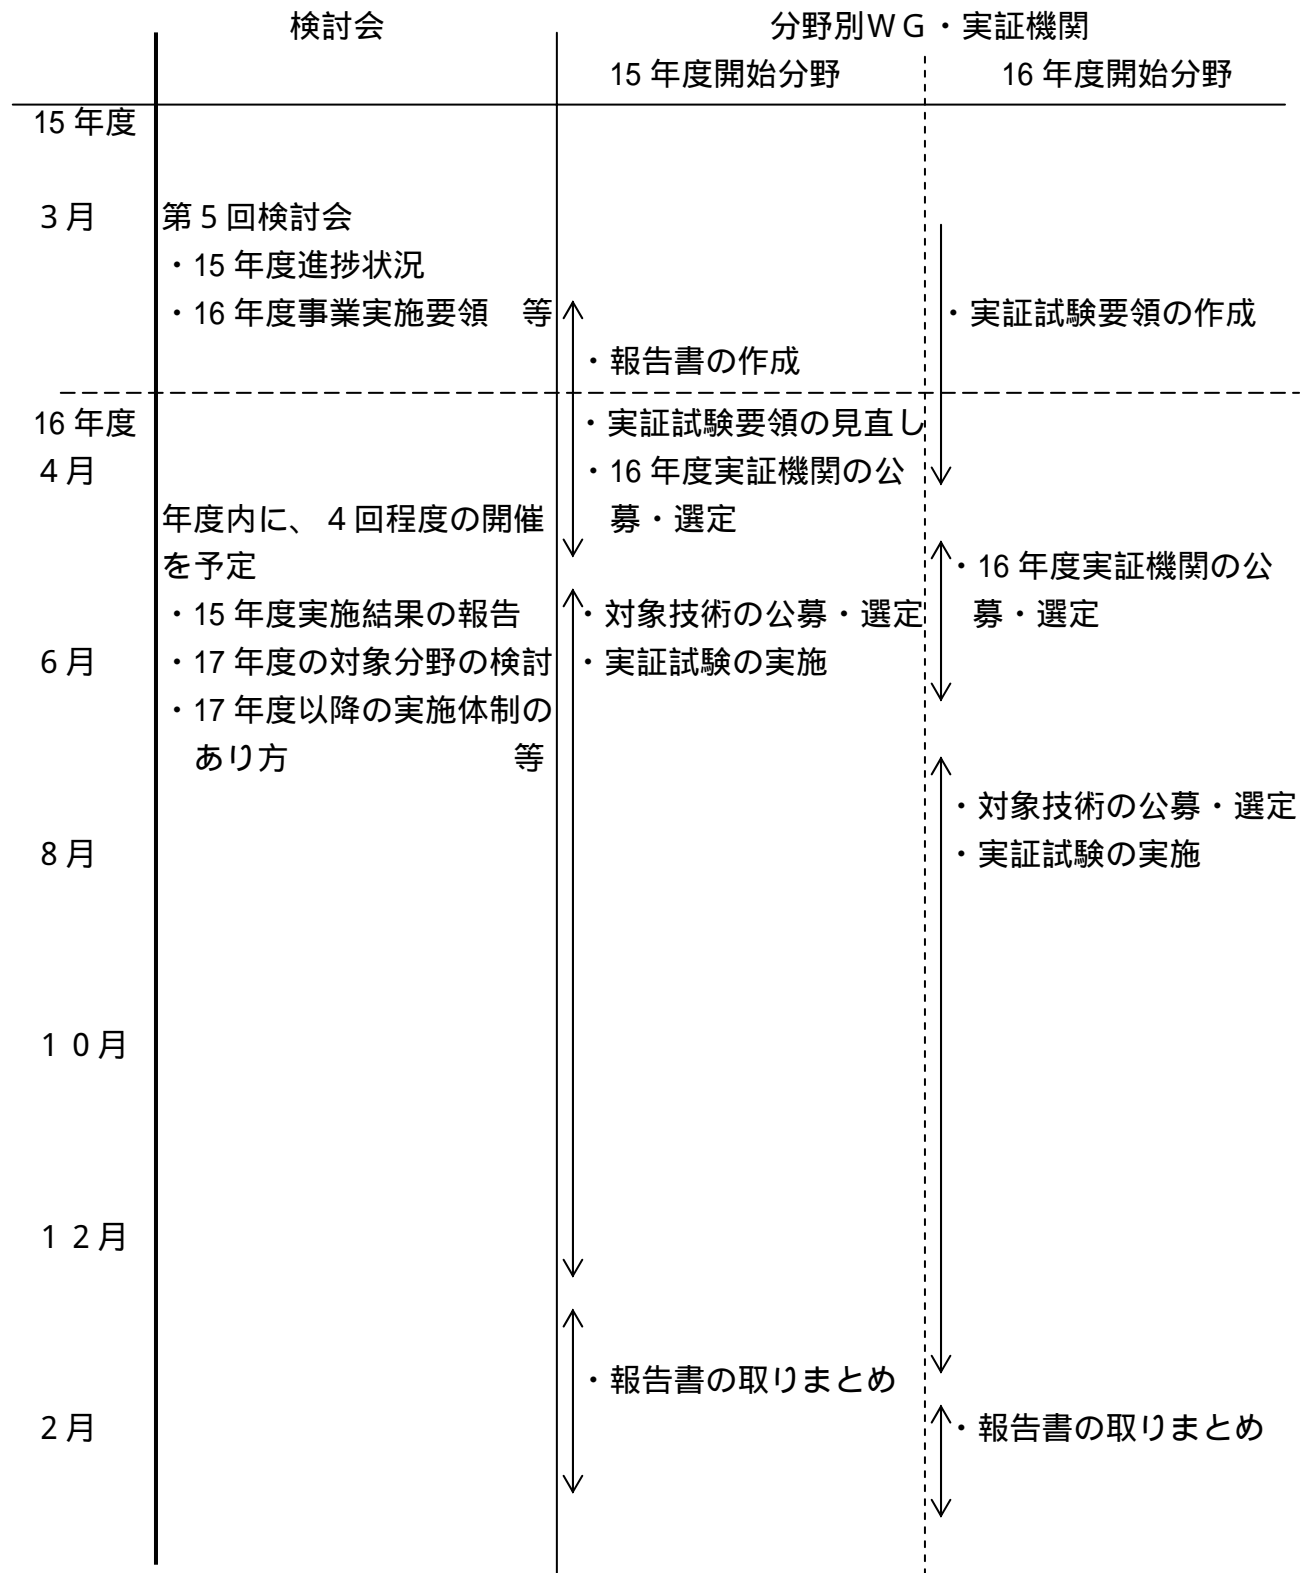 検討会
分野別ＷＧ・実証機関
15 年度開始分野
16 年度開始分野
15 年度
３月
第５回検討会
・15 年度進捗状況
・16 年度事業実施要領　等
・実証試験要領の作成
・報告書の作成
16 年度
・実証試験要領の見直し
４月
・16 年度実証機関の公
募・選定
年度内に、４回程度の開催
を予定
・16 年度実証機関の公
募・選定
・15 年度実施結果の報告
・対象技術の公募・選定
６月
・17 年度の対象分野の検討
・実証試験の実施
・17 年度以降の実施体制の
あり方　　　　　　　等
・対象技術の公募・選定
８月
・実証試験の実施
１０月
１２月
・報告書の取りまとめ
２月
・報告書の取りまとめ